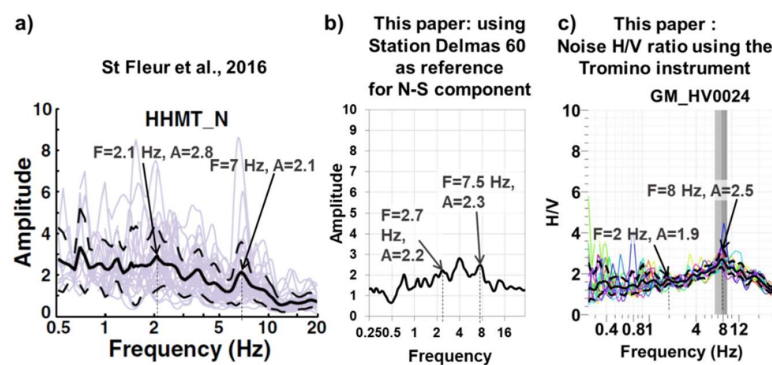 a)
St Fleur et al., 2016
HHMT_N
F=2.1 Hz, A=2.8
F=7 Hz, A=2.1
Amplitude
10
8
6
4
2
0
0.5 1 2 5 10 20
Frequency (Hz)
b)
This paper: using
Station Delmas 60
as reference
for N-S component
F=7.5 Hz,
A=2.3
F=2.7
Hz,
A=2.2
Amplitude
10
9
8
7
6
5
4
3
2
1
0
0.25 0.5 1 2 4 8 16
Frequency
c)
This paper :
Noise H/V ratio using the
Tromino instrument
GM_HV0024
F=8 Hz, A=2.5
F=2 Hz, A=1.9
H/V
10
8
6
4
2
0
0.4 0.81 4 8 12
Frequency (Hz)